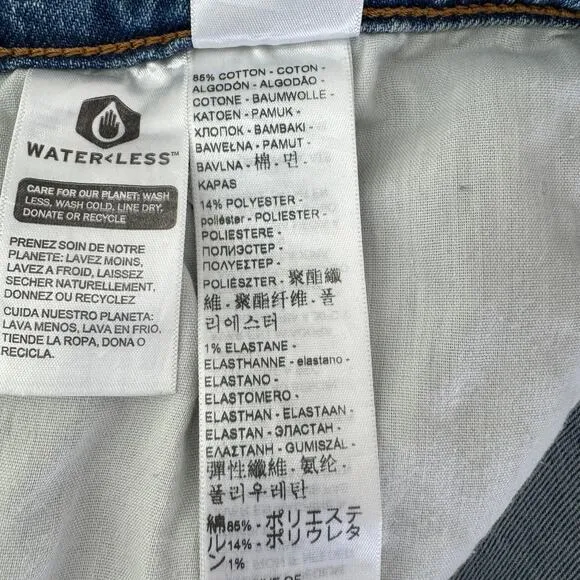 WATER<LESS™
CARE FOR OUR PLANET: WASH
LESS, WASH COLD, LINE DRY,
DONATE OR RECYCLE
PRENEZ SOIN DE NOTRE
PLANETE: LAVEZ MOINS,
LAVEZ A FROID, LAISSEZ
SECHER NATURELLEMENT,
DONNEZ OU RECYCLEZ
CUIDA NUESTRO PLANETA:
LAVA MENOS, LAVA EN FRIO,
TIENDE LA ROPA, DONA O
RECICLA.
85% COTTON - COTON -
ALGODÓN - ALGODÃO -
COTONE - BAUMWOLLE -
KATOEN - PAMUK -
ХЛОПОК - ΒΑΜΒΑΚΙ -
BAWEŁNA - PAMUT -
BAVLNA - 棉 - 면 -
KAPAS
14% POLYESTER -
poliéster - POLIESTER -
POLIESTERE -
ПОЛИЭСТЕР -
ΠΟΛΥΕΣΤΕΡ -
POLIÉSZTER - 聚酯纖
維 - 聚酯纤维 - 폴
리에스터
1% ELASTANE -
ELASTHANNE - elastano -
ELASTANO -
ELASTOMERO -
ELASTHAN - ELASTAAN -
ELASTAN - ЭЛАСТАН -
ΕΛΑΣΤΑΝΗ - GUMISZÁL -
彈性纖維 - 氨纶 -
폴리우레탄
綿85% - ポリエステ
ル14% - ポリウレタ
ン1%